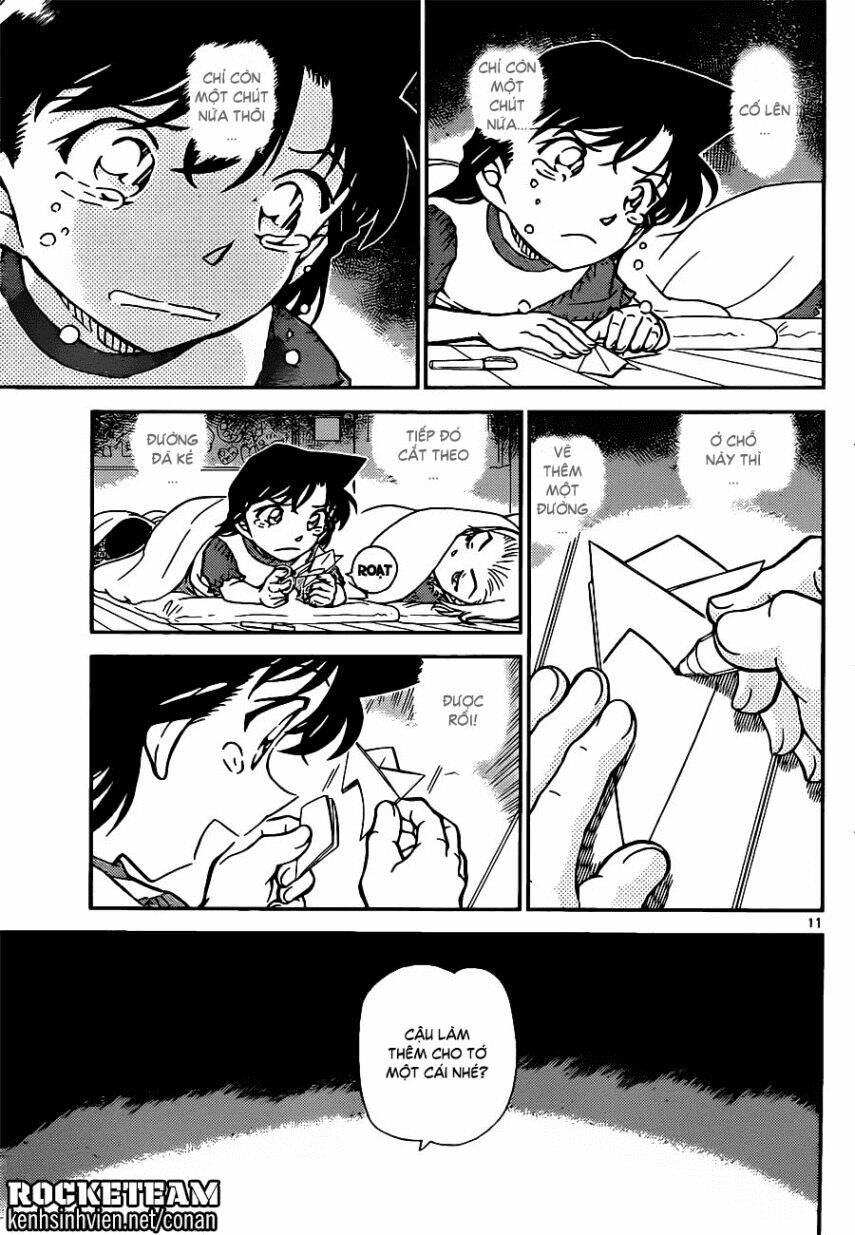 CỐ LÊN
...
CHỈ CÒN
MỘT
CHÚT
NỮA...
CHỈ CÒN
MỘT CHÚT
NỮA THÔI
...
Ở CHỖ
NÀY THÌ
...
VẼ
THÊM
MỘT
ĐƯỜNG
...
TIẾP ĐÓ
CẮT THEO
...
ĐƯỜNG
ĐÃ KẺ
...
ROẠT
ĐƯỢC
RỒI!
11
CẬU LÀM
THÊM CHO TỚ
MỘT CÁI NHÉ?
ROCKETEAM
kenhsinhvien.net/conan